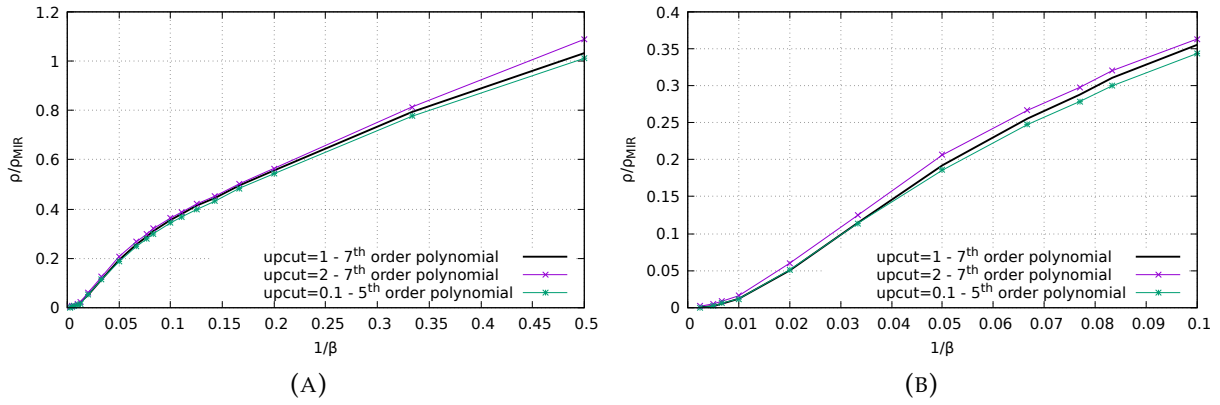 ρ/ρMIR
1.2
1
0.8
0.6
0.4
0.2
0
0 0.05 0.1 0.15 0.2 0.25 0.3 0.35 0.4 0.45 0.5
1/β
upcut=1 - 7th order polynomial
upcut=2 - 7th order polynomial
upcut=0.1 - 5th order polynomial
(A)
ρ/ρMIR
0.4
0.35
0.3
0.25
0.2
0.15
0.1
0.05
0
0 0.01 0.02 0.03 0.04 0.05 0.06 0.07 0.08 0.09 0.1
1/β
upcut=1 - 7th order polynomial
upcut=2 - 7th order polynomial
upcut=0.1 - 5th order polynomial
(B)